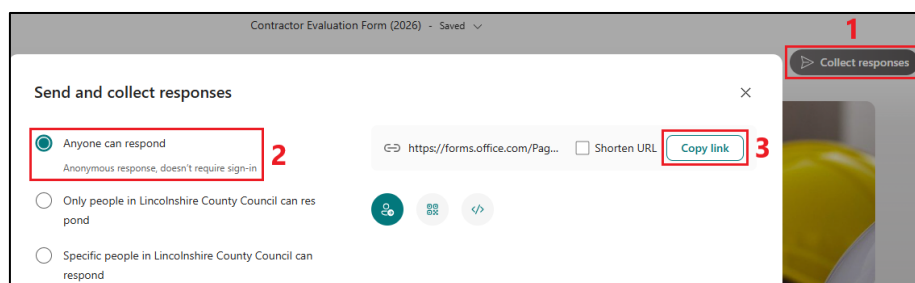 Contractor Evaluation Form (2026) - Saved
1
Collect responses
Send and collect responses
Anyone can respond
Anonymous response, doesn't require sign-in
2
https://forms.office.com/Pag...
Shorten URL
Copy link
3
Only people in Lincolnshire County Council can res
pond
Specific people in Lincolnshire County Council can
respond